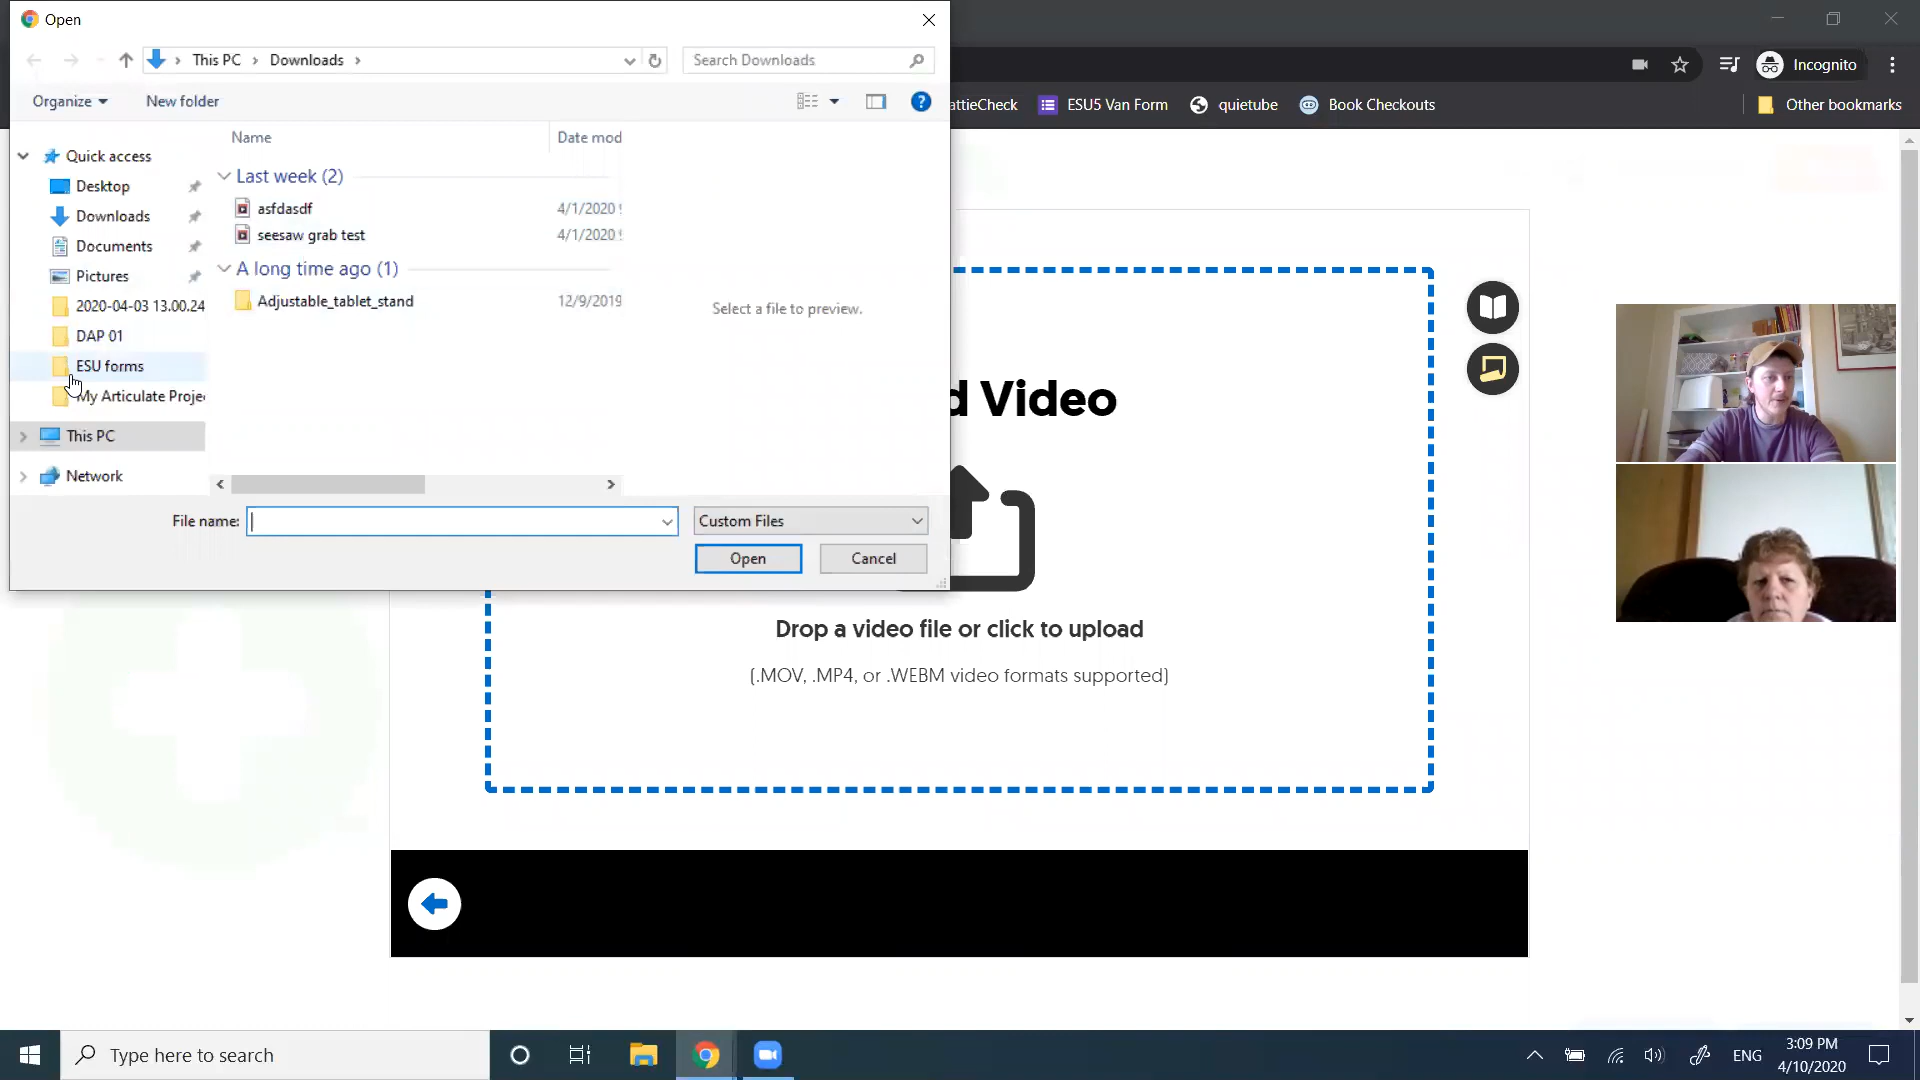 Open
This PC
Downloads
Search Downloads
Organize
New folder
Incognito
attieCheck
ESU5 Van Form
quietube
Book Checkouts
Other bookmarks
Name
Date mod
Quick access
Desktop
Downloads
Documents
Pictures
2020-04-03 13.00.24
DAP 01
ESU forms
My Articulate Proje
This PC
Network
Last week (2)
asfdasdf
4/1/2020
seesaw grab test
4/1/2020
A long time ago (1)
Adjustable_tablet_stand
12/9/2019
Select a file to preview.
File name:
Custom Files
Open
Cancel
d Video
Drop a video file or click to upload
(.MOV, .MP4, or .WEBM video formats supported)
Type here to search
ENG
3:09 PM
4/10/2020